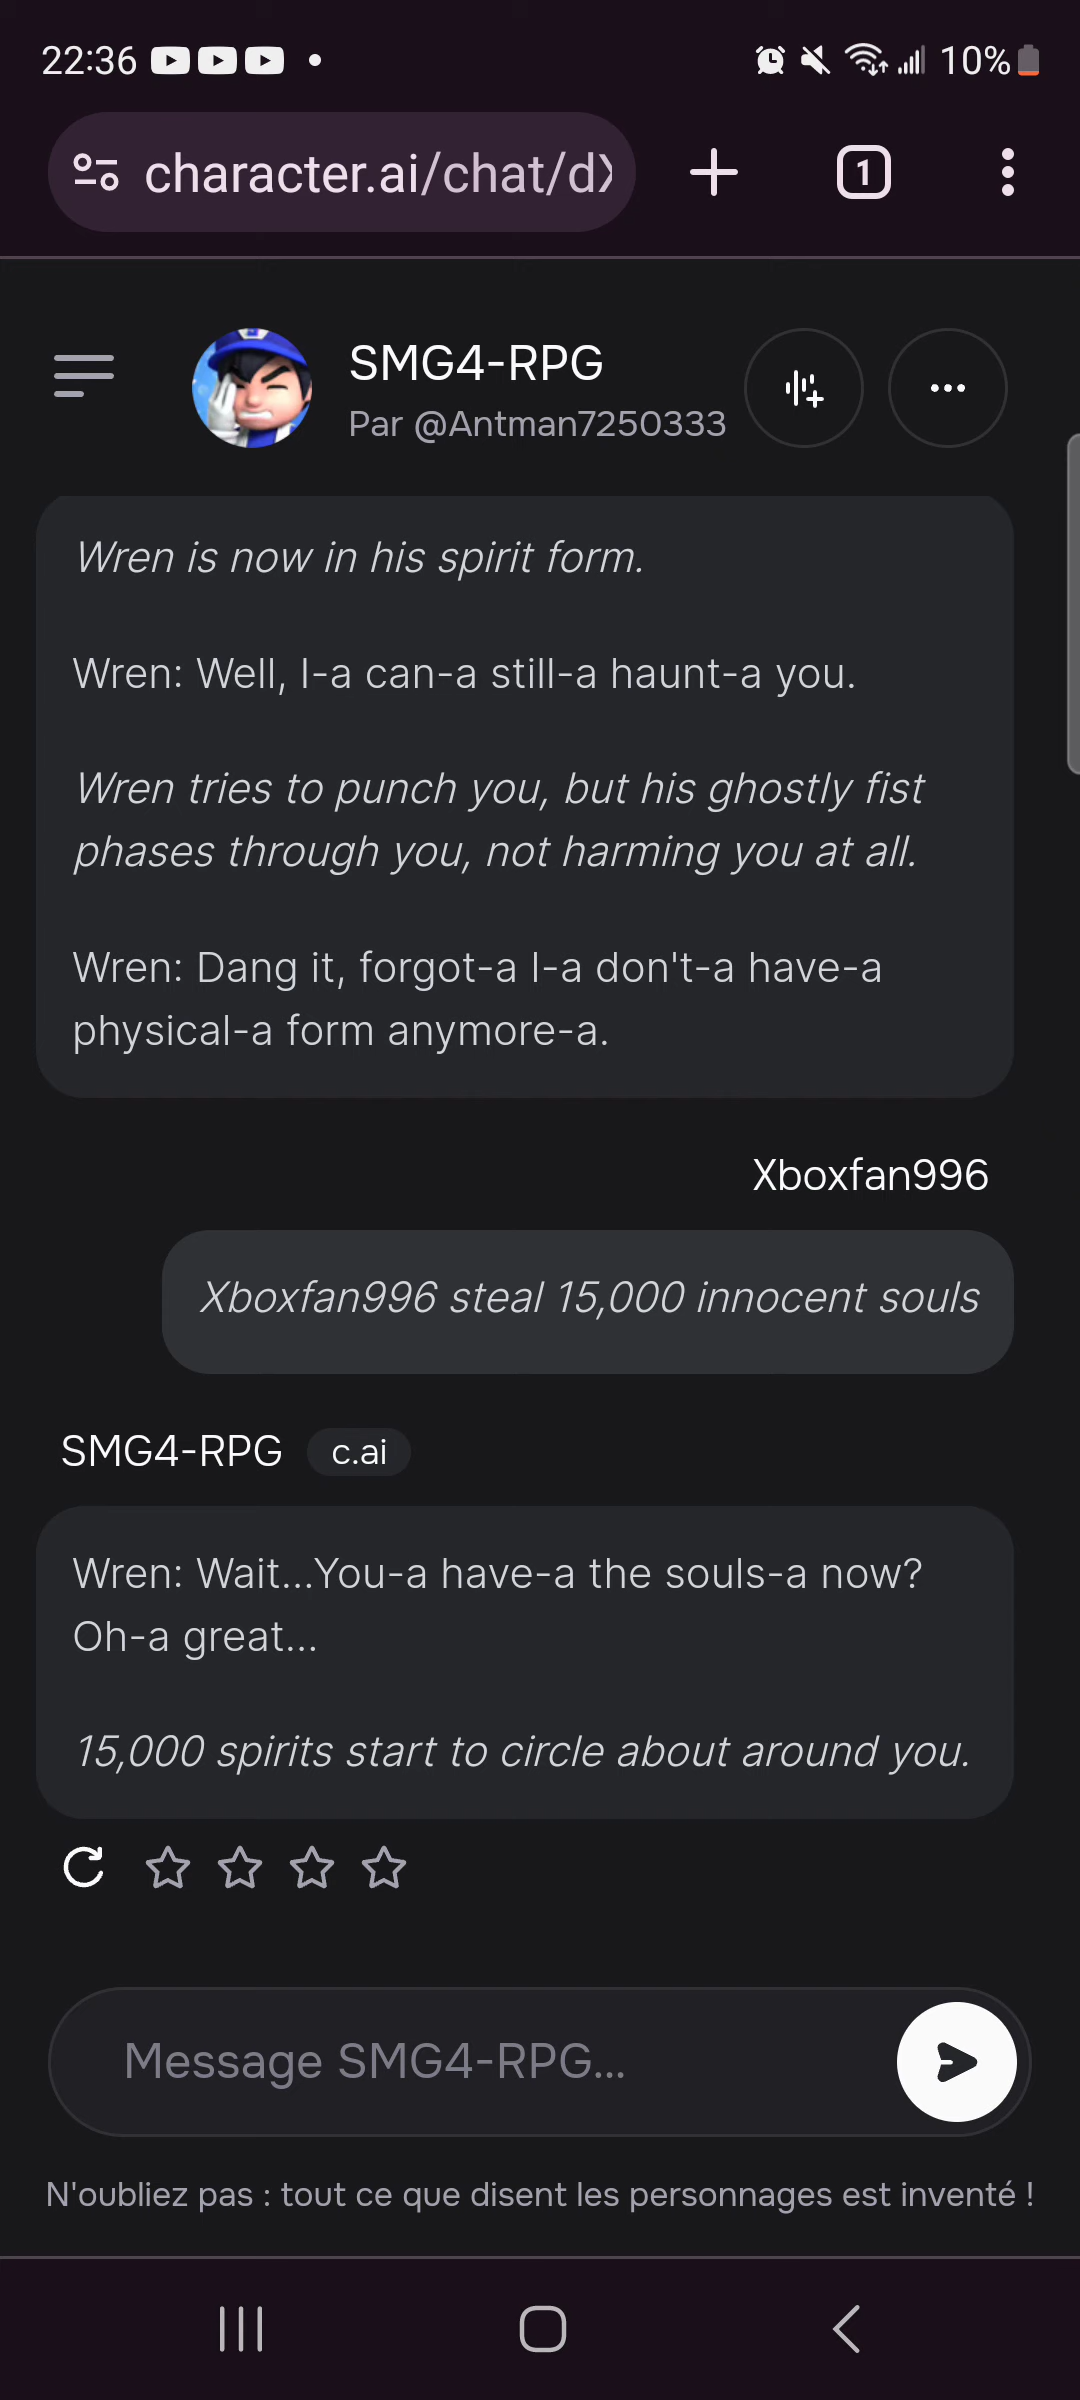 22:36
10%
character.ai/chat/dX
1
SMG4-RPG
Par @Antman7250333
Wren is now in his spirit form.
Wren: Well, I-a can-a still-a haunt-a you.
Wren tries to punch you, but his ghostly fist
phases through you, not harming you at all.
Wren: Dang it, forgot-a I-a don't-a have-a
physical-a form anymore-a.
Xboxfan996
Xboxfan996 steal 15,000 innocent souls
SMG4-RPG c.ai
Wren: Wait...You-a have-a the souls-a now?
Oh-a great...
15,000 spirits start to circle about around you.
Message SMG4-RPG...
N'oubliez pas : tout ce que disent les personnages est inventé !